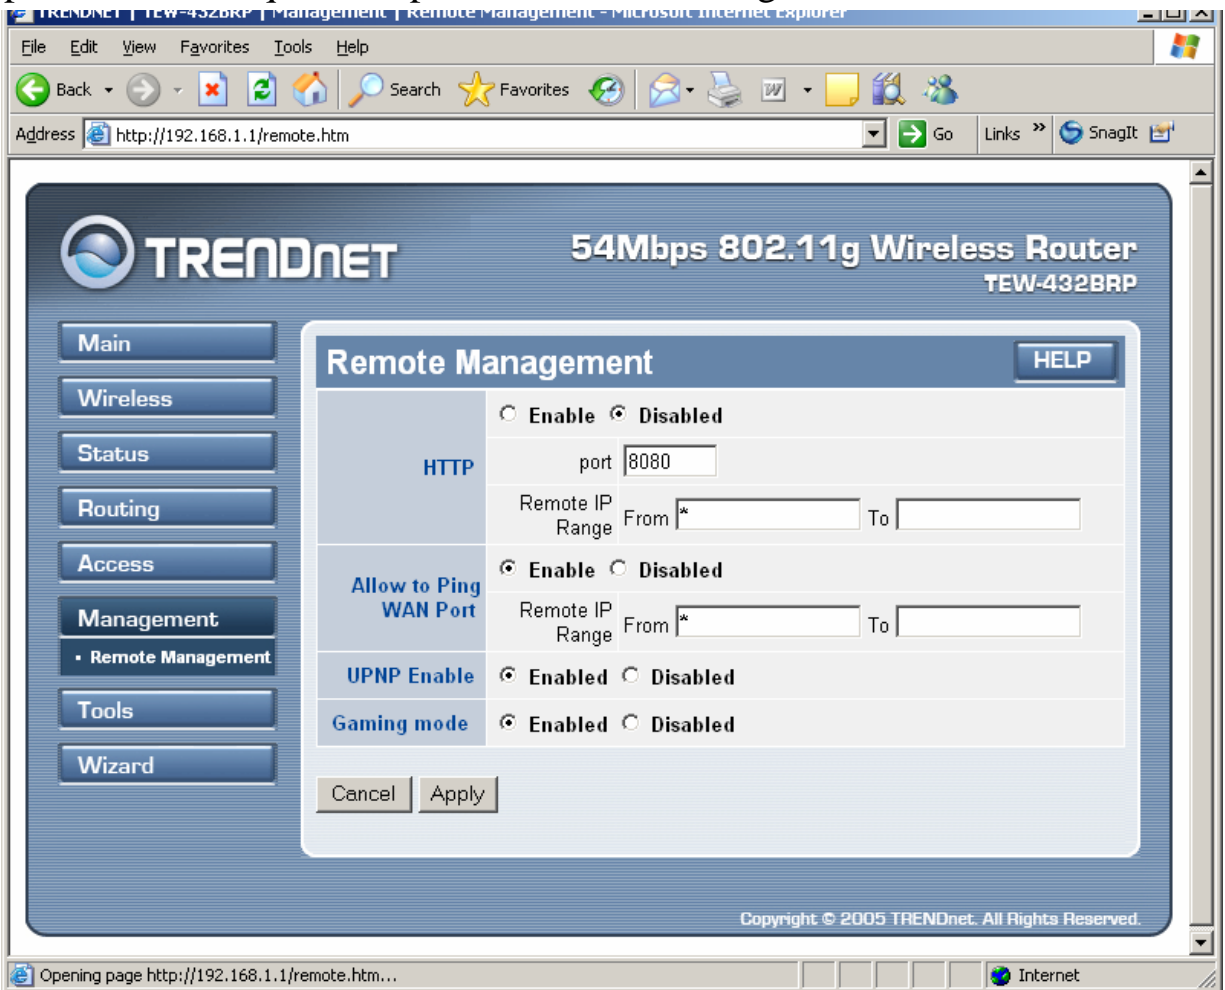 TRENDNET | TEW-432BRP | Management | Remote Management - Microsoft Internet Explorer
File Edit View Favorites Tools Help
Back Search Favorites
Address http://192.168.1.1/remote.htm Go Links » SnagIt
TRENDNET
54Mbps 802.11g Wireless Router
TEW-432BRP
Main
Wireless
Status
Routing
Access
Management
• Remote Management
Tools
Wizard
Remote Management HELP
HTTP
Enable Disabled
port 8080
Remote IP Range From * To
Allow to Ping WAN Port
Enable Disabled
Remote IP Range From * To
UPNP Enable Enabled Disabled
Gaming mode Enabled Disabled
Cancel Apply
Copyright © 2005 TRENDnet. All Rights Reserved.
Opening page http://192.168.1.1/remote.htm... Internet